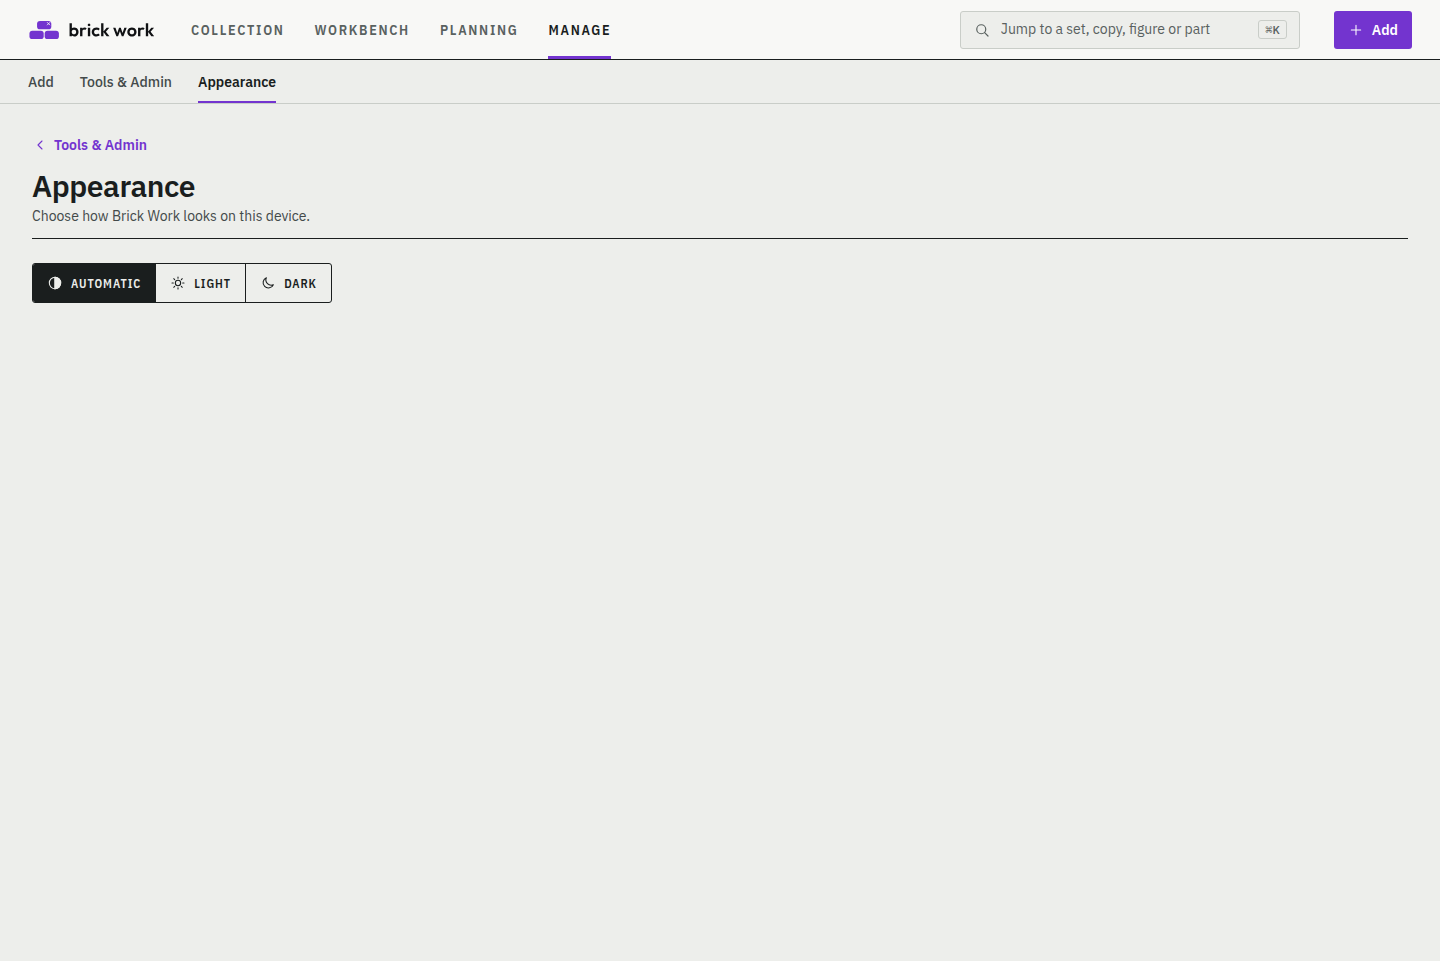 brick work
COLLECTION
WORKBENCH
PLANNING
MANAGE
Jump to a set, copy, figure or part
⌘K
Add
Add
Tools & Admin
Appearance
Tools & Admin
Appearance
Choose how Brick Work looks on this device.
AUTOMATIC
LIGHT
DARK